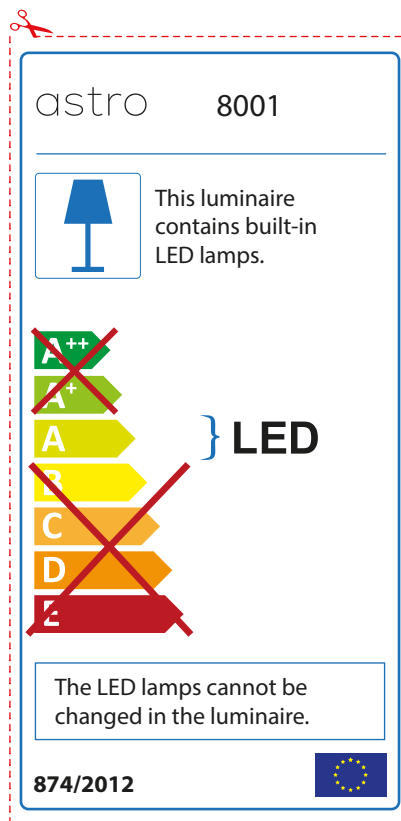 astro 8001
This luminaire
contains built-in
LED lamps.
A++
A+
A
B
C
D
E
LED
The LED lamps cannot be
changed in the luminaire.
874/2012